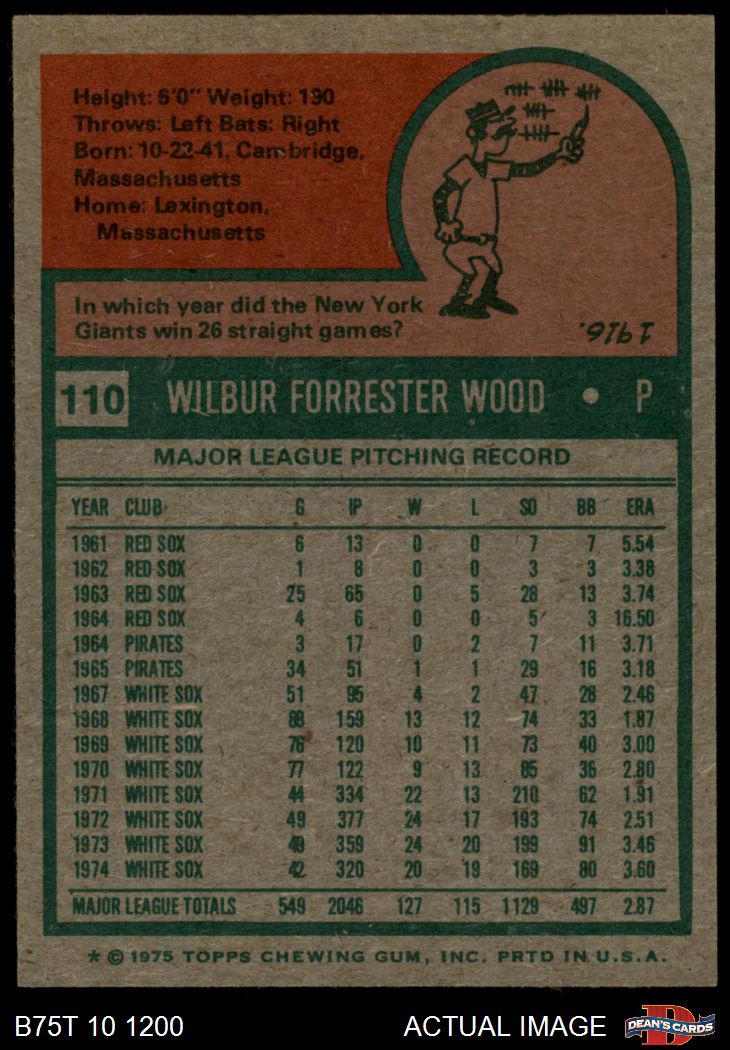 Height: 6'0" Weight: 190
Throws: Left Bats: Right
Born: 10-22-41, Cambridge,
Massachusetts
Home: Lexington,
Massachusetts
In which year did the New York
Giants win 26 straight games?
1916.
110 WILBUR FORRESTER WOOD • P
MAJOR LEAGUE PITCHING RECORD
YEAR CLUB G IP W L SO BB ERA
1961 RED SOX 6 13 0 0 7 7 5.54
1962 RED SOX 1 8 0 0 3 3 3.38
1963 RED SOX 25 65 0 5 28 13 3.74
1964 RED SOX 4 6 0 0 5 3 16.50
1964 PIRATES 3 17 0 2 7 11 3.71
1965 PIRATES 34 51 1 1 29 16 3.18
1967 WHITE SOX 51 95 4 2 47 28 2.46
1968 WHITE SOX 88 159 13 12 74 33 1.87
1969 WHITE SOX 76 120 10 11 73 40 3.00
1970 WHITE SOX 77 122 9 13 85 36 2.80
1971 WHITE SOX 44 334 22 13 210 62 1.91
1972 WHITE SOX 49 377 24 17 193 74 2.51
1973 WHITE SOX 49 359 24 20 199 91 3.46
1974 WHITE SOX 42 320 20 19 169 80 3.60
MAJOR LEAGUE TOTALS 549 2046 127 115 1129 497 2.87
* © 1975 TOPPS CHEWING GUM, INC. PRTD IN U.S.A.
B75T 10 1200 ACTUAL IMAGE D DEAN'S CARDS